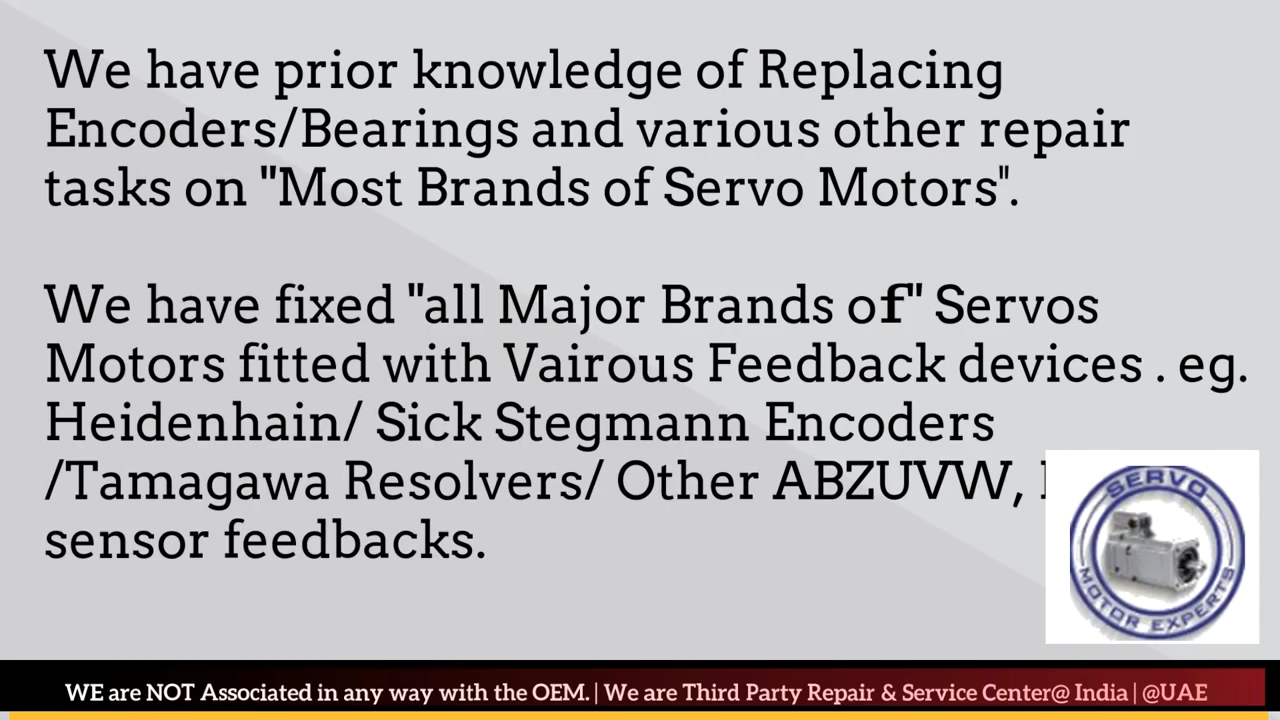 We have prior knowledge of Replacing
Encoders/Bearings and various other repair
tasks on "Most Brands of Servo Motors".
We have fixed "all Major Brands of" Servos
Motors fitted with Vairous Feedback devices . eg.
Heidenhain/ Sick Stegmann Encoders
/Tamagawa Resolvers/ Other ABZUVW,
sensor feedbacks.
SERVO
MOTOR EXPERTS
WE are NOT Associated in any way with the OEM. | We are Third Party Repair & Service Center@ India | @UAE